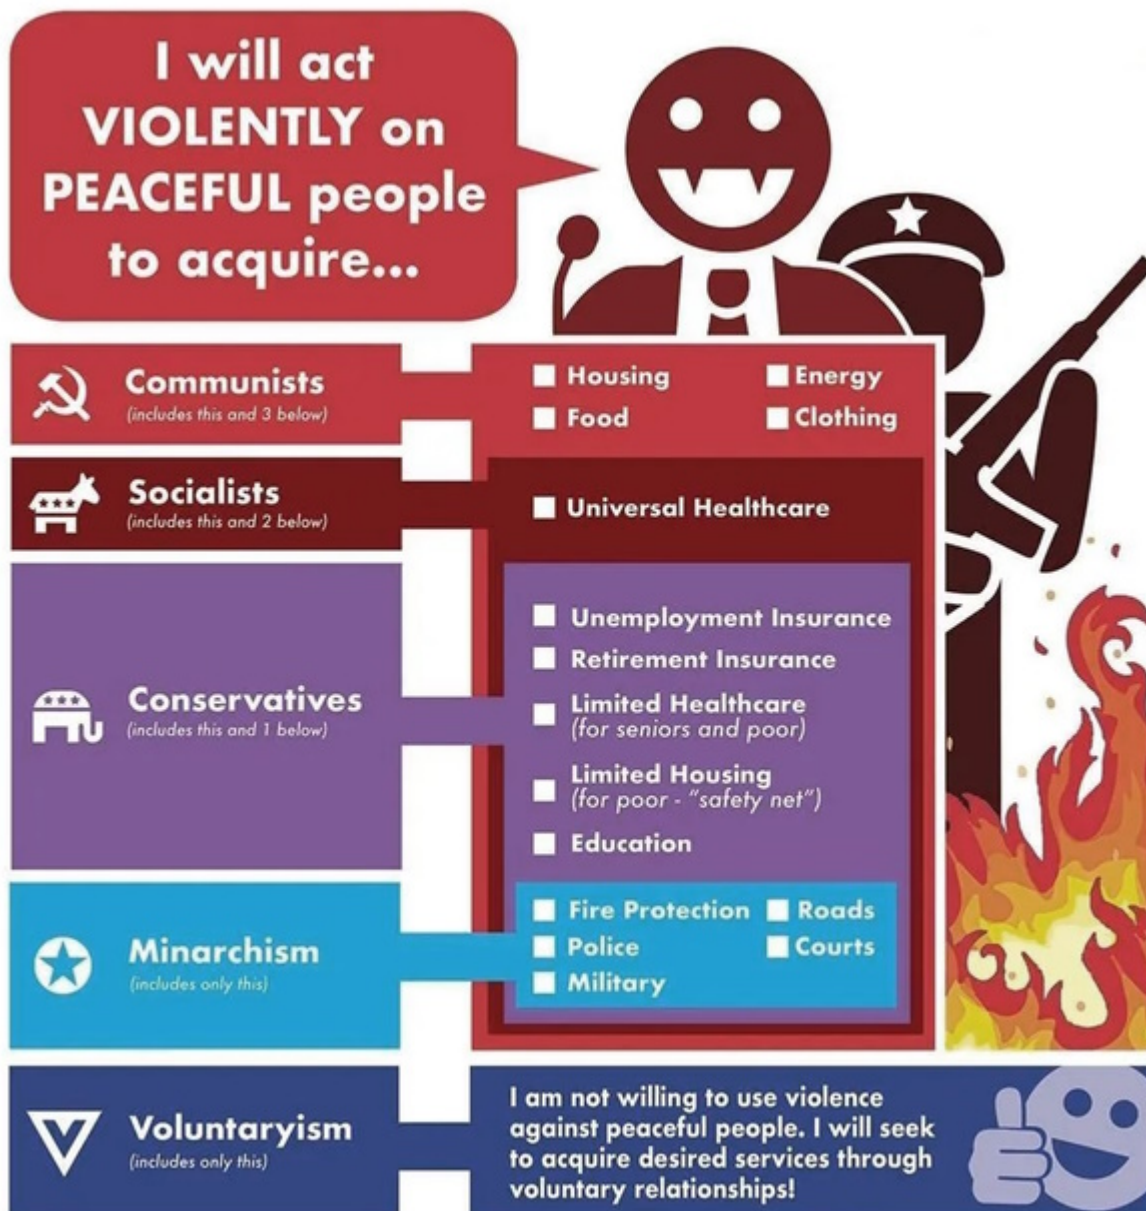 I will act
VIOLENTLY on
PEACEFUL people
to acquire...
Communists
(includes this and 3 below)
Housing
Energy
Food
Clothing
Socialists
(includes this and 2 below)
Universal Healthcare
Conservatives
(includes this and 1 below)
Unemployment Insurance
Retirement Insurance
Limited Healthcare
(for seniors and poor)
Limited Housing
(for poor - “safety net”)
Education
Minarchism
(includes only this)
Fire Protection
Roads
Police
Courts
Military
Voluntaryism
(includes only this)
I am not willing to use violence
against peaceful people. I will seek
to acquire desired services through
voluntary relationships!